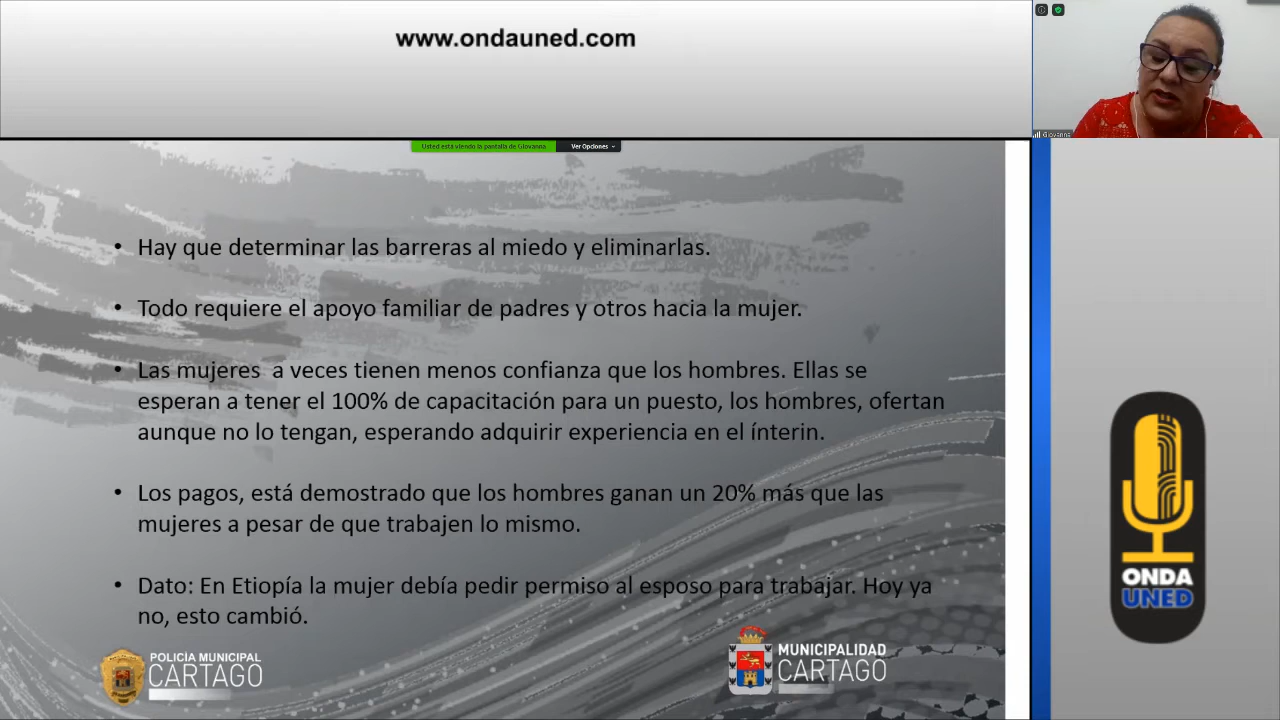 www.ondauned.com
Giovanna
Usted está viendo la pantalla de Giovanna
Ver Opciones
• Hay que determinar las barreras al miedo y eliminarlas.
• Todo requiere el apoyo familiar de padres y otros hacia la mujer.
• Las mujeres  a veces tienen menos confianza que los hombres. Ellas se
esperan a tener el 100% de capacitación para un puesto, los hombres, ofertan
aunque no lo tengan, esperando adquirir experiencia en el ínterin.
• Los pagos, está demostrado que los hombres ganan un 20% más que las
mujeres a pesar de que trabajen lo mismo.
• Dato: En Etiopía la mujer debía pedir permiso al esposo para trabajar. Hoy ya
no, esto cambió.
POLICÍA MUNICIPAL
CARTAGO
MUNICIPALIDAD
CARTAGO
ONDA
UNED